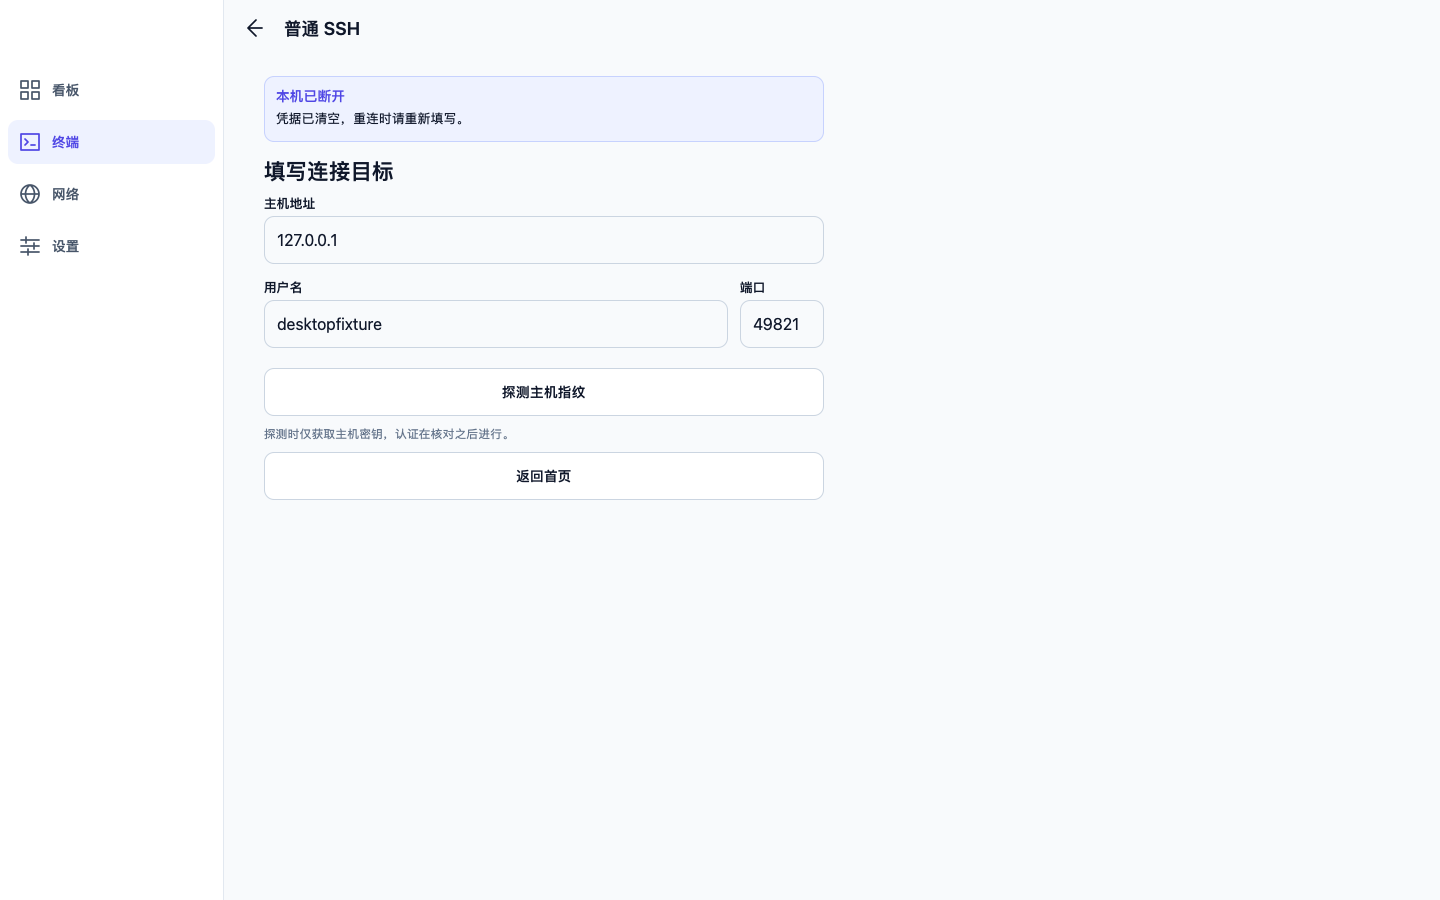 普通 SSH
看板
终端
网络
设置
本机已断开
凭据已清空，重连时请重新填写。
填写连接目标
主机地址
127.0.0.1
用户名
端口
desktopfixture
49821
探测主机指纹
探测时仅获取主机密钥，认证在核对之后进行。
返回首页